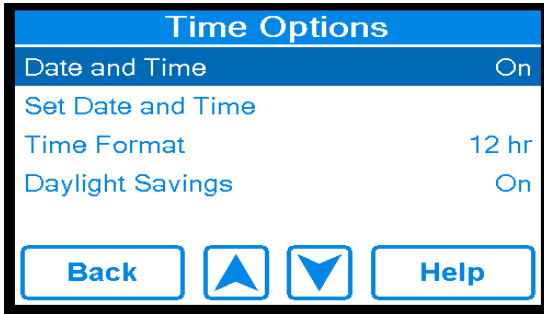 Time Options
Date and Time On
Set Date and Time
Time Format 12 hr
Daylight Savings On
Back Help